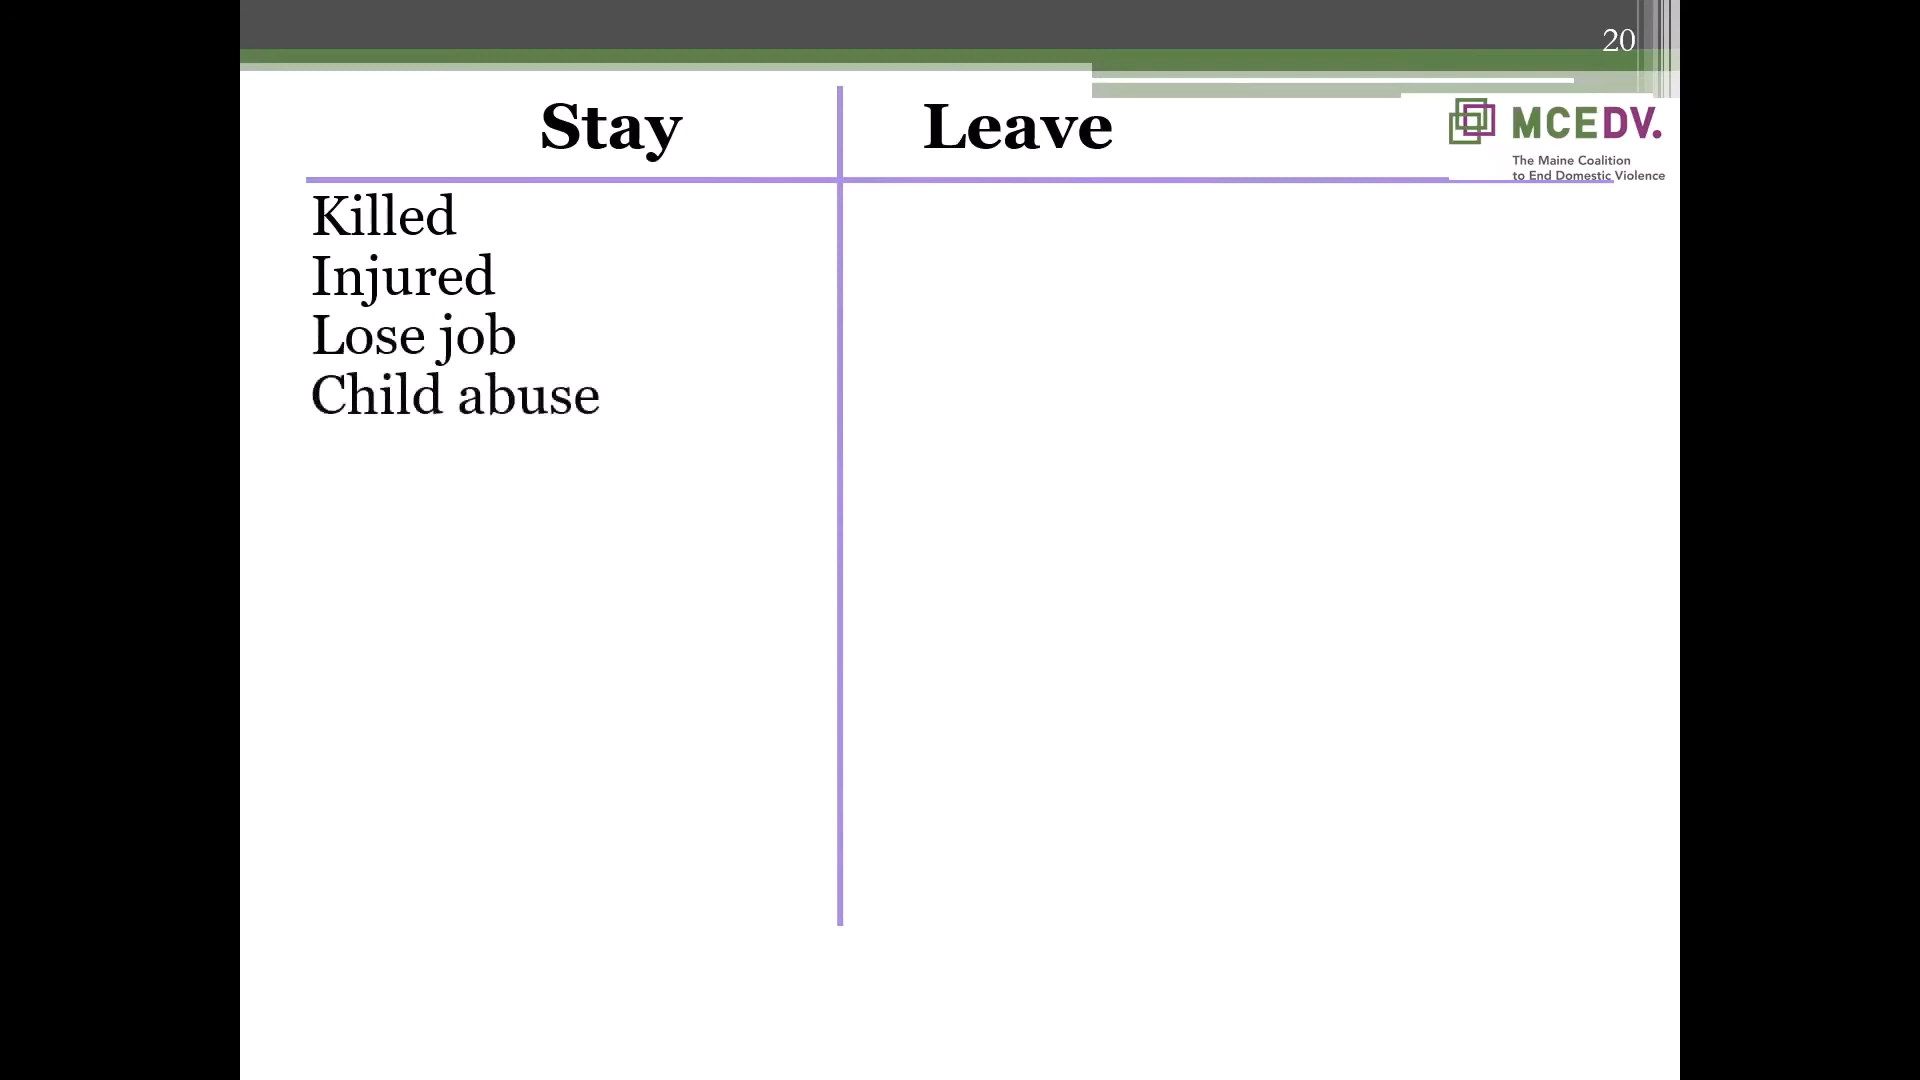 20
Stay
Leave
MCEDV.
The Maine Coalition
to End Domestic Violence
Killed
Injured
Lose job
Child abuse